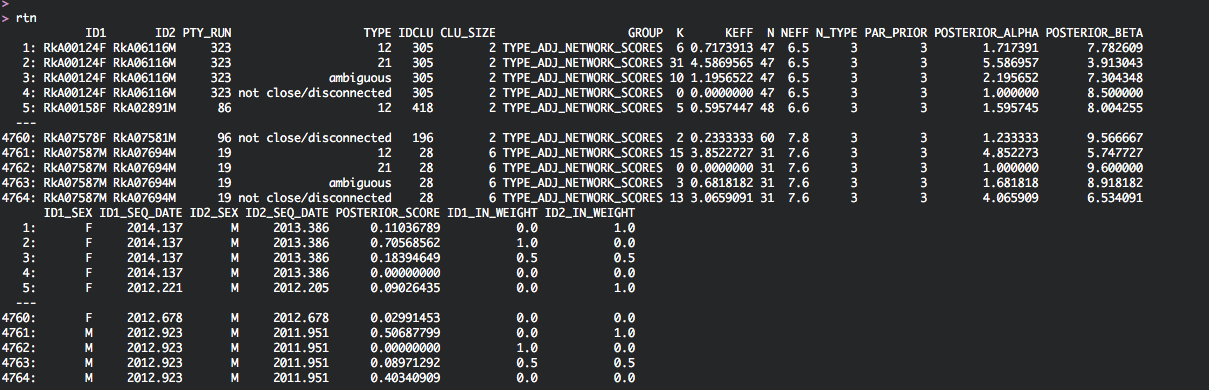 >
> rtn
ID1 ID2 PTY_RUN TYPE IDCLU CLU_SIZE GROUP K KEFF N NEFF N_TYPE PAR_PRIOR POSTERIOR_ALPHA POSTERIOR_BETA
1: RkA00124F RkA06116M 323 12 305 2 TYPE_ADJ_NETWORK_SCORES 6 0.7173913 47 6.5 3 3 1.717391 7.782609
2: RkA00124F RkA06116M 323 21 305 2 TYPE_ADJ_NETWORK_SCORES 31 4.5869565 47 6.5 3 3 5.586957 3.913043
3: RkA00124F RkA06116M 323 ambiguous 305 2 TYPE_ADJ_NETWORK_SCORES 10 1.1956522 47 6.5 3 3 2.195652 7.304348
4: RkA00124F RkA06116M 323 not close/disconnected 305 2 TYPE_ADJ_NETWORK_SCORES 0 0.0000000 47 6.5 3 3 1.000000 8.500000
5: RkA00158F RkA02891M 86 12 418 2 TYPE_ADJ_NETWORK_SCORES 5 0.5957447 48 6.6 3 3 1.595745 8.004255
---
4760: RkA07578F RkA07581M 96 not close/disconnected 196 2 TYPE_ADJ_NETWORK_SCORES 2 0.2333333 60 7.8 3 3 1.233333 9.566667
4761: RkA07587M RkA07694M 19 12 28 6 TYPE_ADJ_NETWORK_SCORES 15 3.8522727 31 7.6 3 3 4.852273 5.747727
4762: RkA07587M RkA07694M 19 21 28 6 TYPE_ADJ_NETWORK_SCORES 0 0.0000000 31 7.6 3 3 1.000000 9.600000
4763: RkA07587M RkA07694M 19 ambiguous 28 6 TYPE_ADJ_NETWORK_SCORES 3 0.6818182 31 7.6 3 3 1.681818 8.918182
4764: RkA07587M RkA07694M 19 not close/disconnected 28 6 TYPE_ADJ_NETWORK_SCORES 13 3.0659091 31 7.6 3 3 4.065909 6.534091
ID1_SEX ID1_SEQ_DATE ID2_SEX ID2_SEQ_DATE POSTERIOR_SCORE ID1_IN_WEIGHT ID2_IN_WEIGHT
1: F 2014.137 M 2013.386 0.11036789 0.0 1.0
2: F 2014.137 M 2013.386 0.70568562 1.0 0.0
3: F 2014.137 M 2013.386 0.18394649 0.5 0.5
4: F 2014.137 M 2013.386 0.00000000 0.0 0.0
5: F 2012.221 M 2012.205 0.09026435 0.0 1.0
---
4760: F 2012.678 M 2012.678 0.02991453 0.0 0.0
4761: M 2012.923 M 2011.951 0.50687799 0.0 1.0
4762: M 2012.923 M 2011.951 0.00000000 1.0 0.0
4763: M 2012.923 M 2011.951 0.08971292 0.5 0.5
4764: M 2012.923 M 2011.951 0.40340909 0.0 0.0